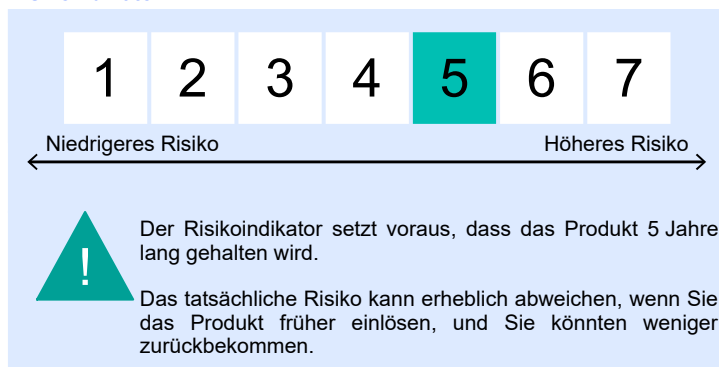 1 2 3 4 5 6 7
Niedrigeres Risiko Höheres Risiko
!
Der Risikoindikator setzt voraus, dass das Produkt 5 Jahre
lang gehalten wird.
Das tatsächliche Risiko kann erheblich abweichen, wenn Sie
das Produkt früher einlösen, und Sie könnten weniger
zurückbekommen.